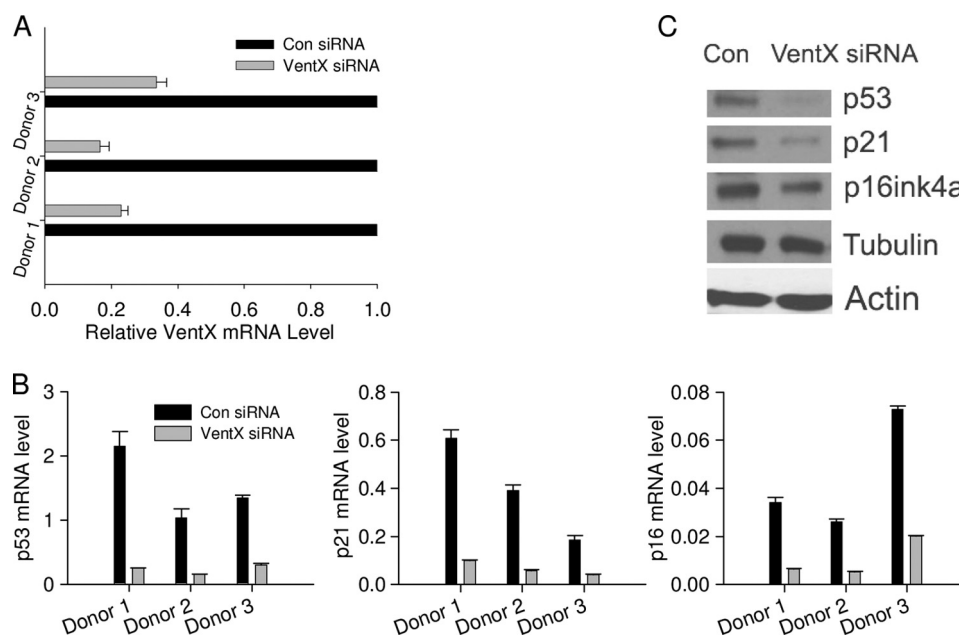 A
Con siRNA
VentX siRNA
Donor 3
Donor 2
Donor 1
0.0 0.2 0.4 0.6 0.8 1.0
Relative VentX mRNA Level
C
Con VentX siRNA
p53
p21
p16ink4a
Tubulin
Actin
B
p53 mRNA level
3
2
1
0
Con siRNA
VentX siRNA
Donor 1 Donor 2 Donor 3
p21 mRNA level
0.8
0.6
0.4
0.2
0.0
Donor 1 Donor 2 Donor 3
p16 mRNA level
0.08
0.06
0.04
0.02
0.00
Donor 1 Donor 2 Donor 3